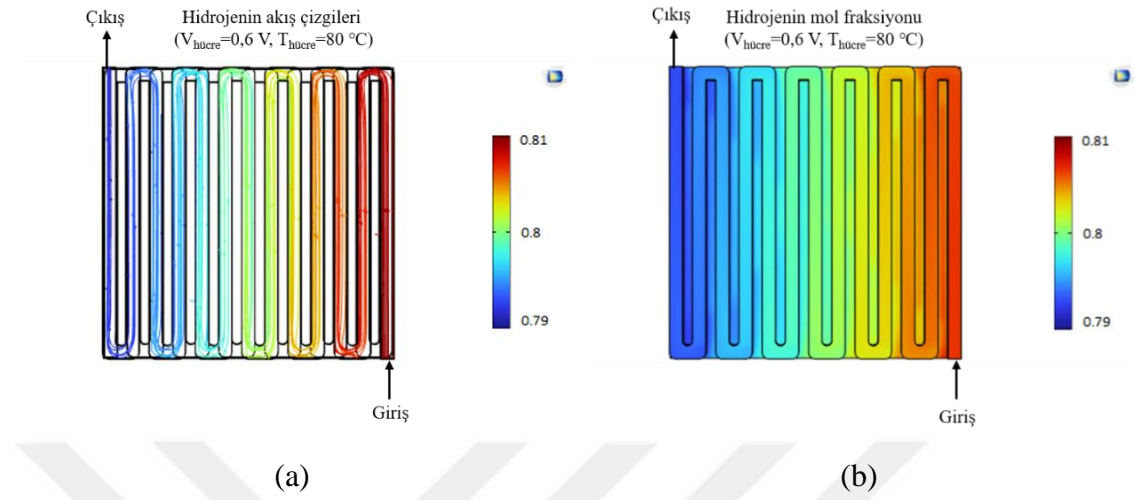 Çıkış
Hidrojenin akış çizgileri
(Vhücre=0,6 V, Thücre=80 °C)
0.81
0.8
0.79
Giriş
(a)
Çıkış
Hidrojenin mol fraksiyonu
(Vhücre=0,6 V, Thücre=80 °C)
0.81
0.8
0.79
Giriş
(b)